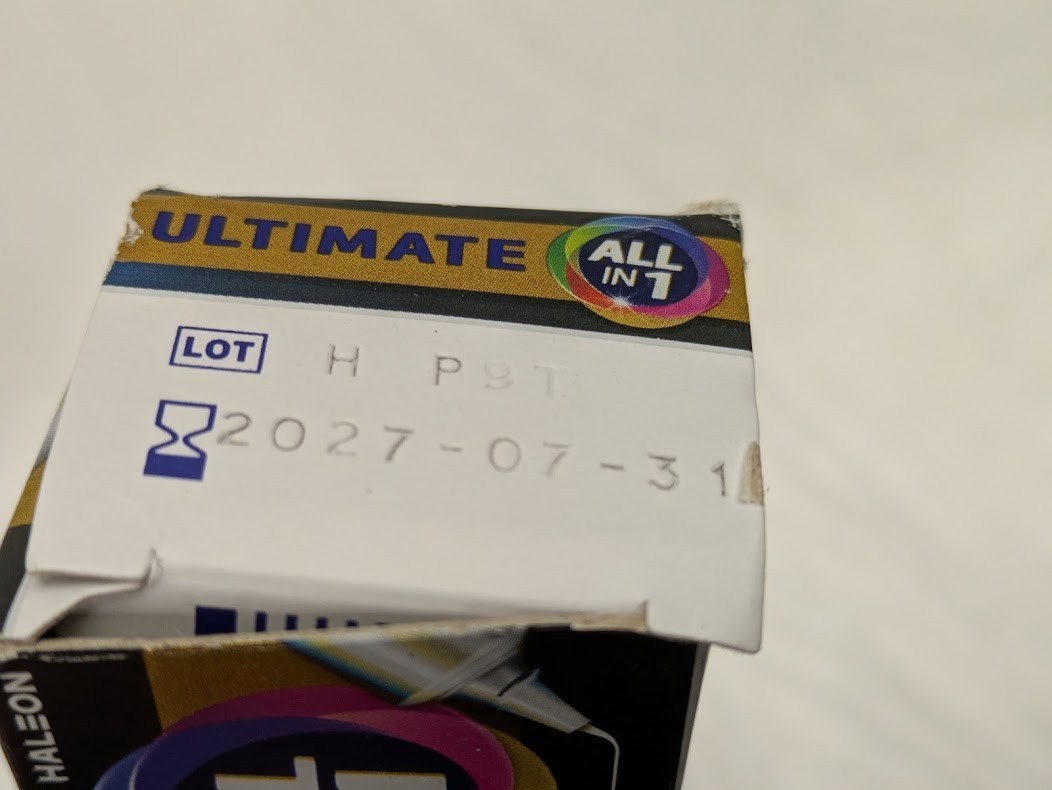 ULTIMATE
ALL
IN 1
LOT H P9T
2027-07-31
HALEON